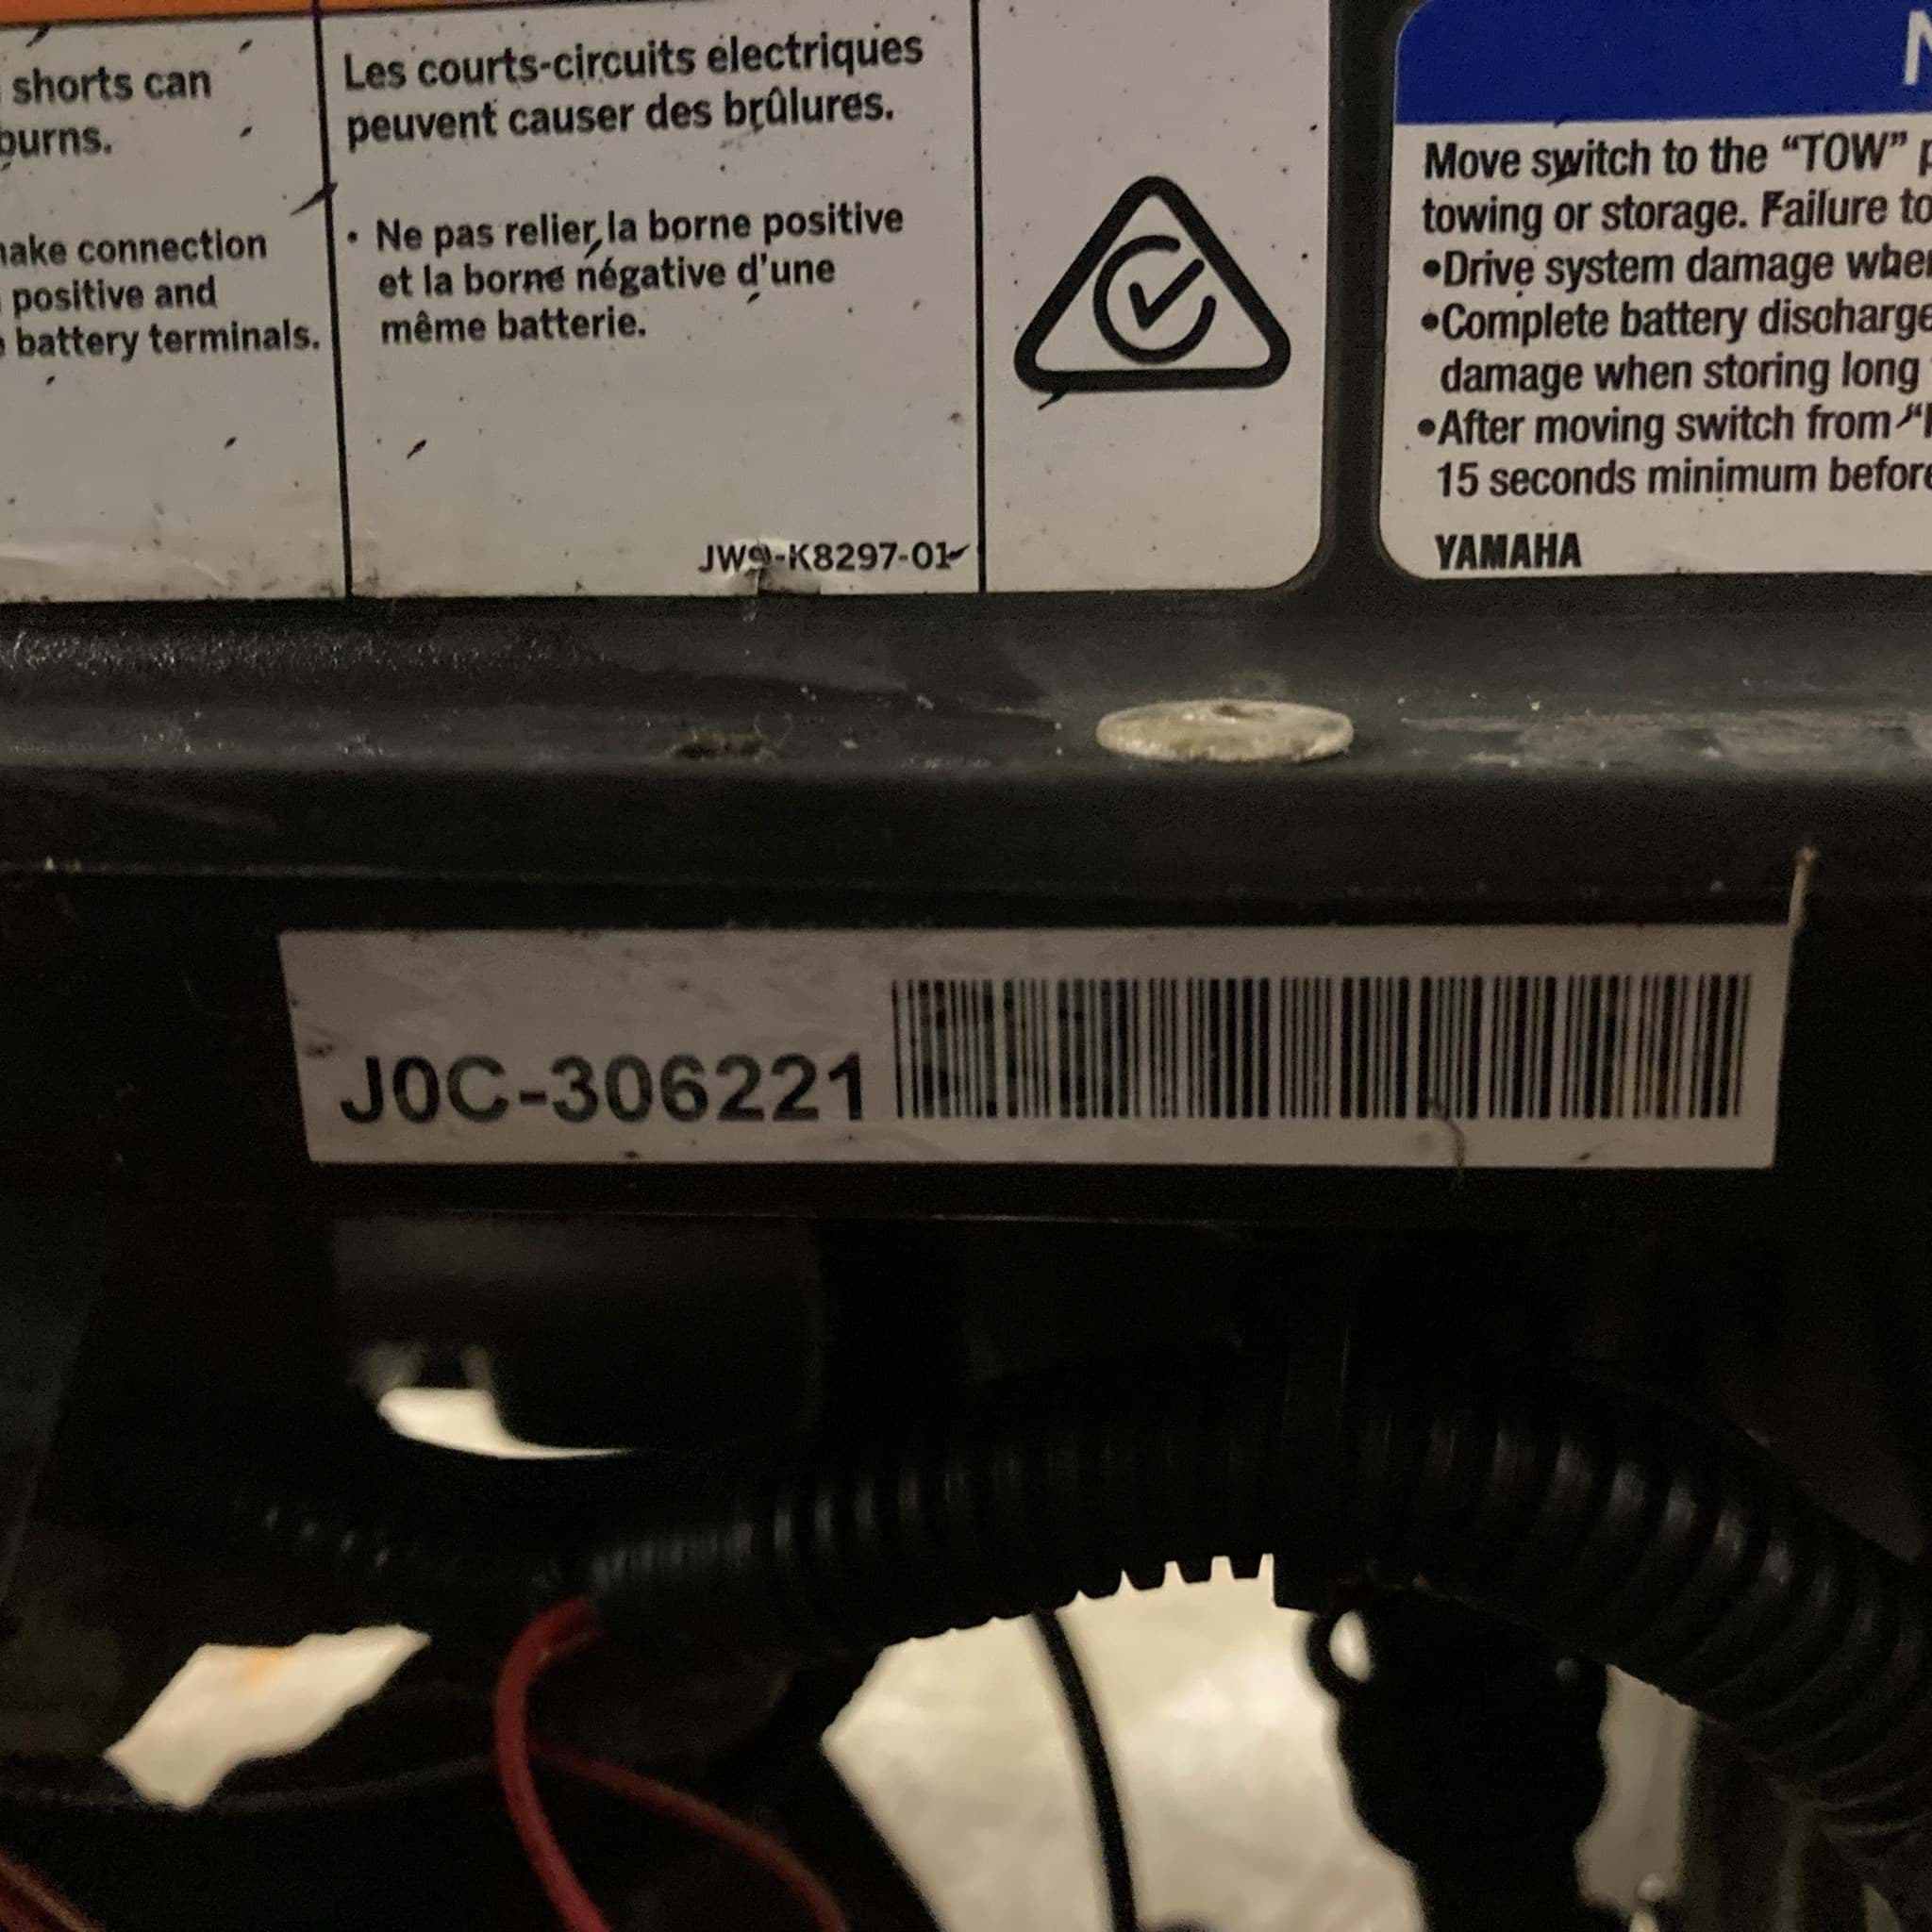 shorts can
burns.
make connection
positive and
battery terminals.
Les courts-circuits electriques
peuvent causer des brûlures.
• Ne pas relier la borne positive
et la borne négative d'une
même batterie.
JW9-K8297-01
Move switch to the “TOW”
towing or storage. Failure to
•Drive system damage when
•Complete battery discharge
damage when storing long
•After moving switch from
15 seconds minimum before
YAMAHA
J0C-306221